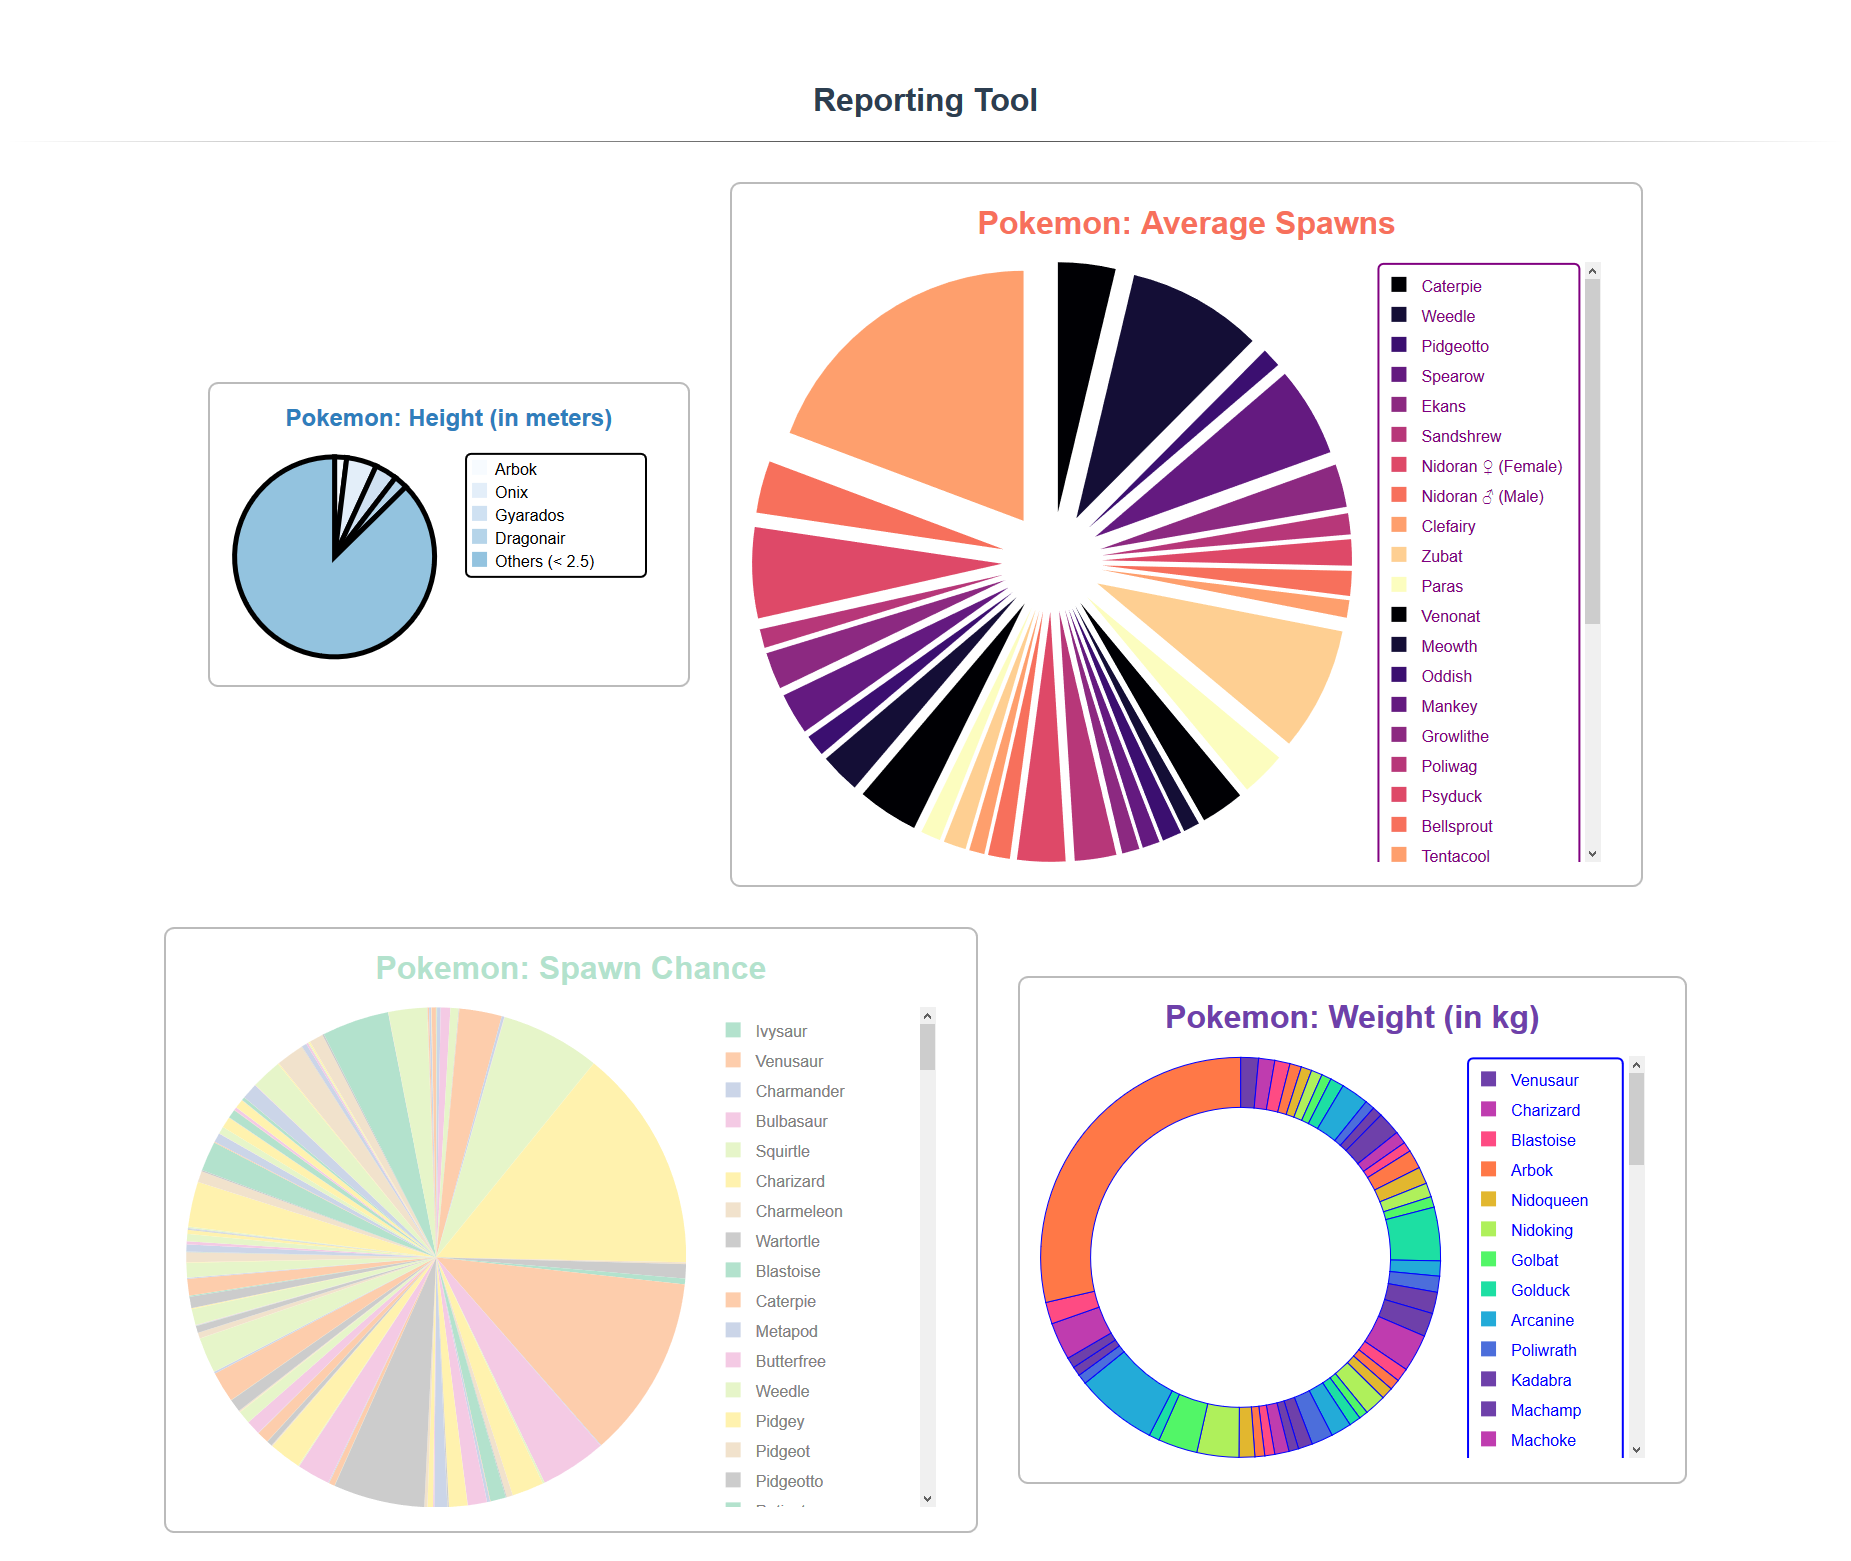 Reporting Tool
Pokemon: Average Spawns
Caterpie
Weedle
Pidgeotto
Spearow
Ekans
Sandshrew
Nidoran ♀ (Female)
Nidoran ♂ (Male)
Clefairy
Zubat
Paras
Venonat
Meowth
Oddish
Mankey
Growlithe
Poliwag
Psyduck
Bellsprout
Tentacool
Pokemon: Height (in meters)
Arbok
Onix
Gyarados
Dragonair
Others (< 2.5)
Pokemon: Spawn Chance
Ivysaur
Venusaur
Charmander
Bulbasaur
Squirtle
Charizard
Charmeleon
Wartortle
Blastoise
Caterpie
Metapod
Butterfree
Weedle
Pidgey
Pidgeot
Pidgeotto
Pokemon: Weight (in kg)
Venusaur
Charizard
Blastoise
Arbok
Nidoqueen
Nidoking
Golbat
Golduck
Arcanine
Poliwrath
Kadabra
Machamp
Machoke